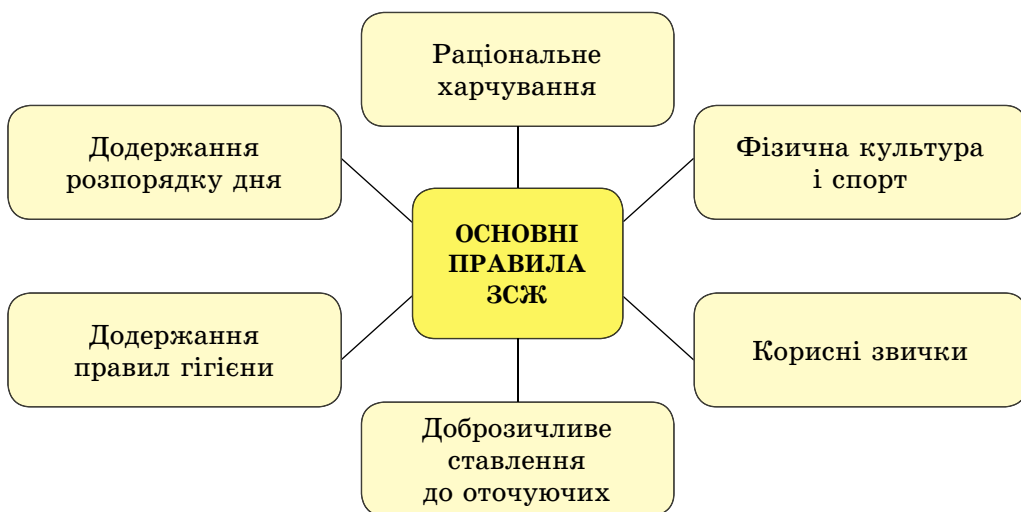 Раціональне
харчування
Додержання
розпорядку дня
Фізична культура
і спорт
ОСНОВНІ
ПРАВИЛА
ЗСЖ
Додержання
правил гігієни
Корисні звички
Доброзичливе
ставлення
до оточуючих